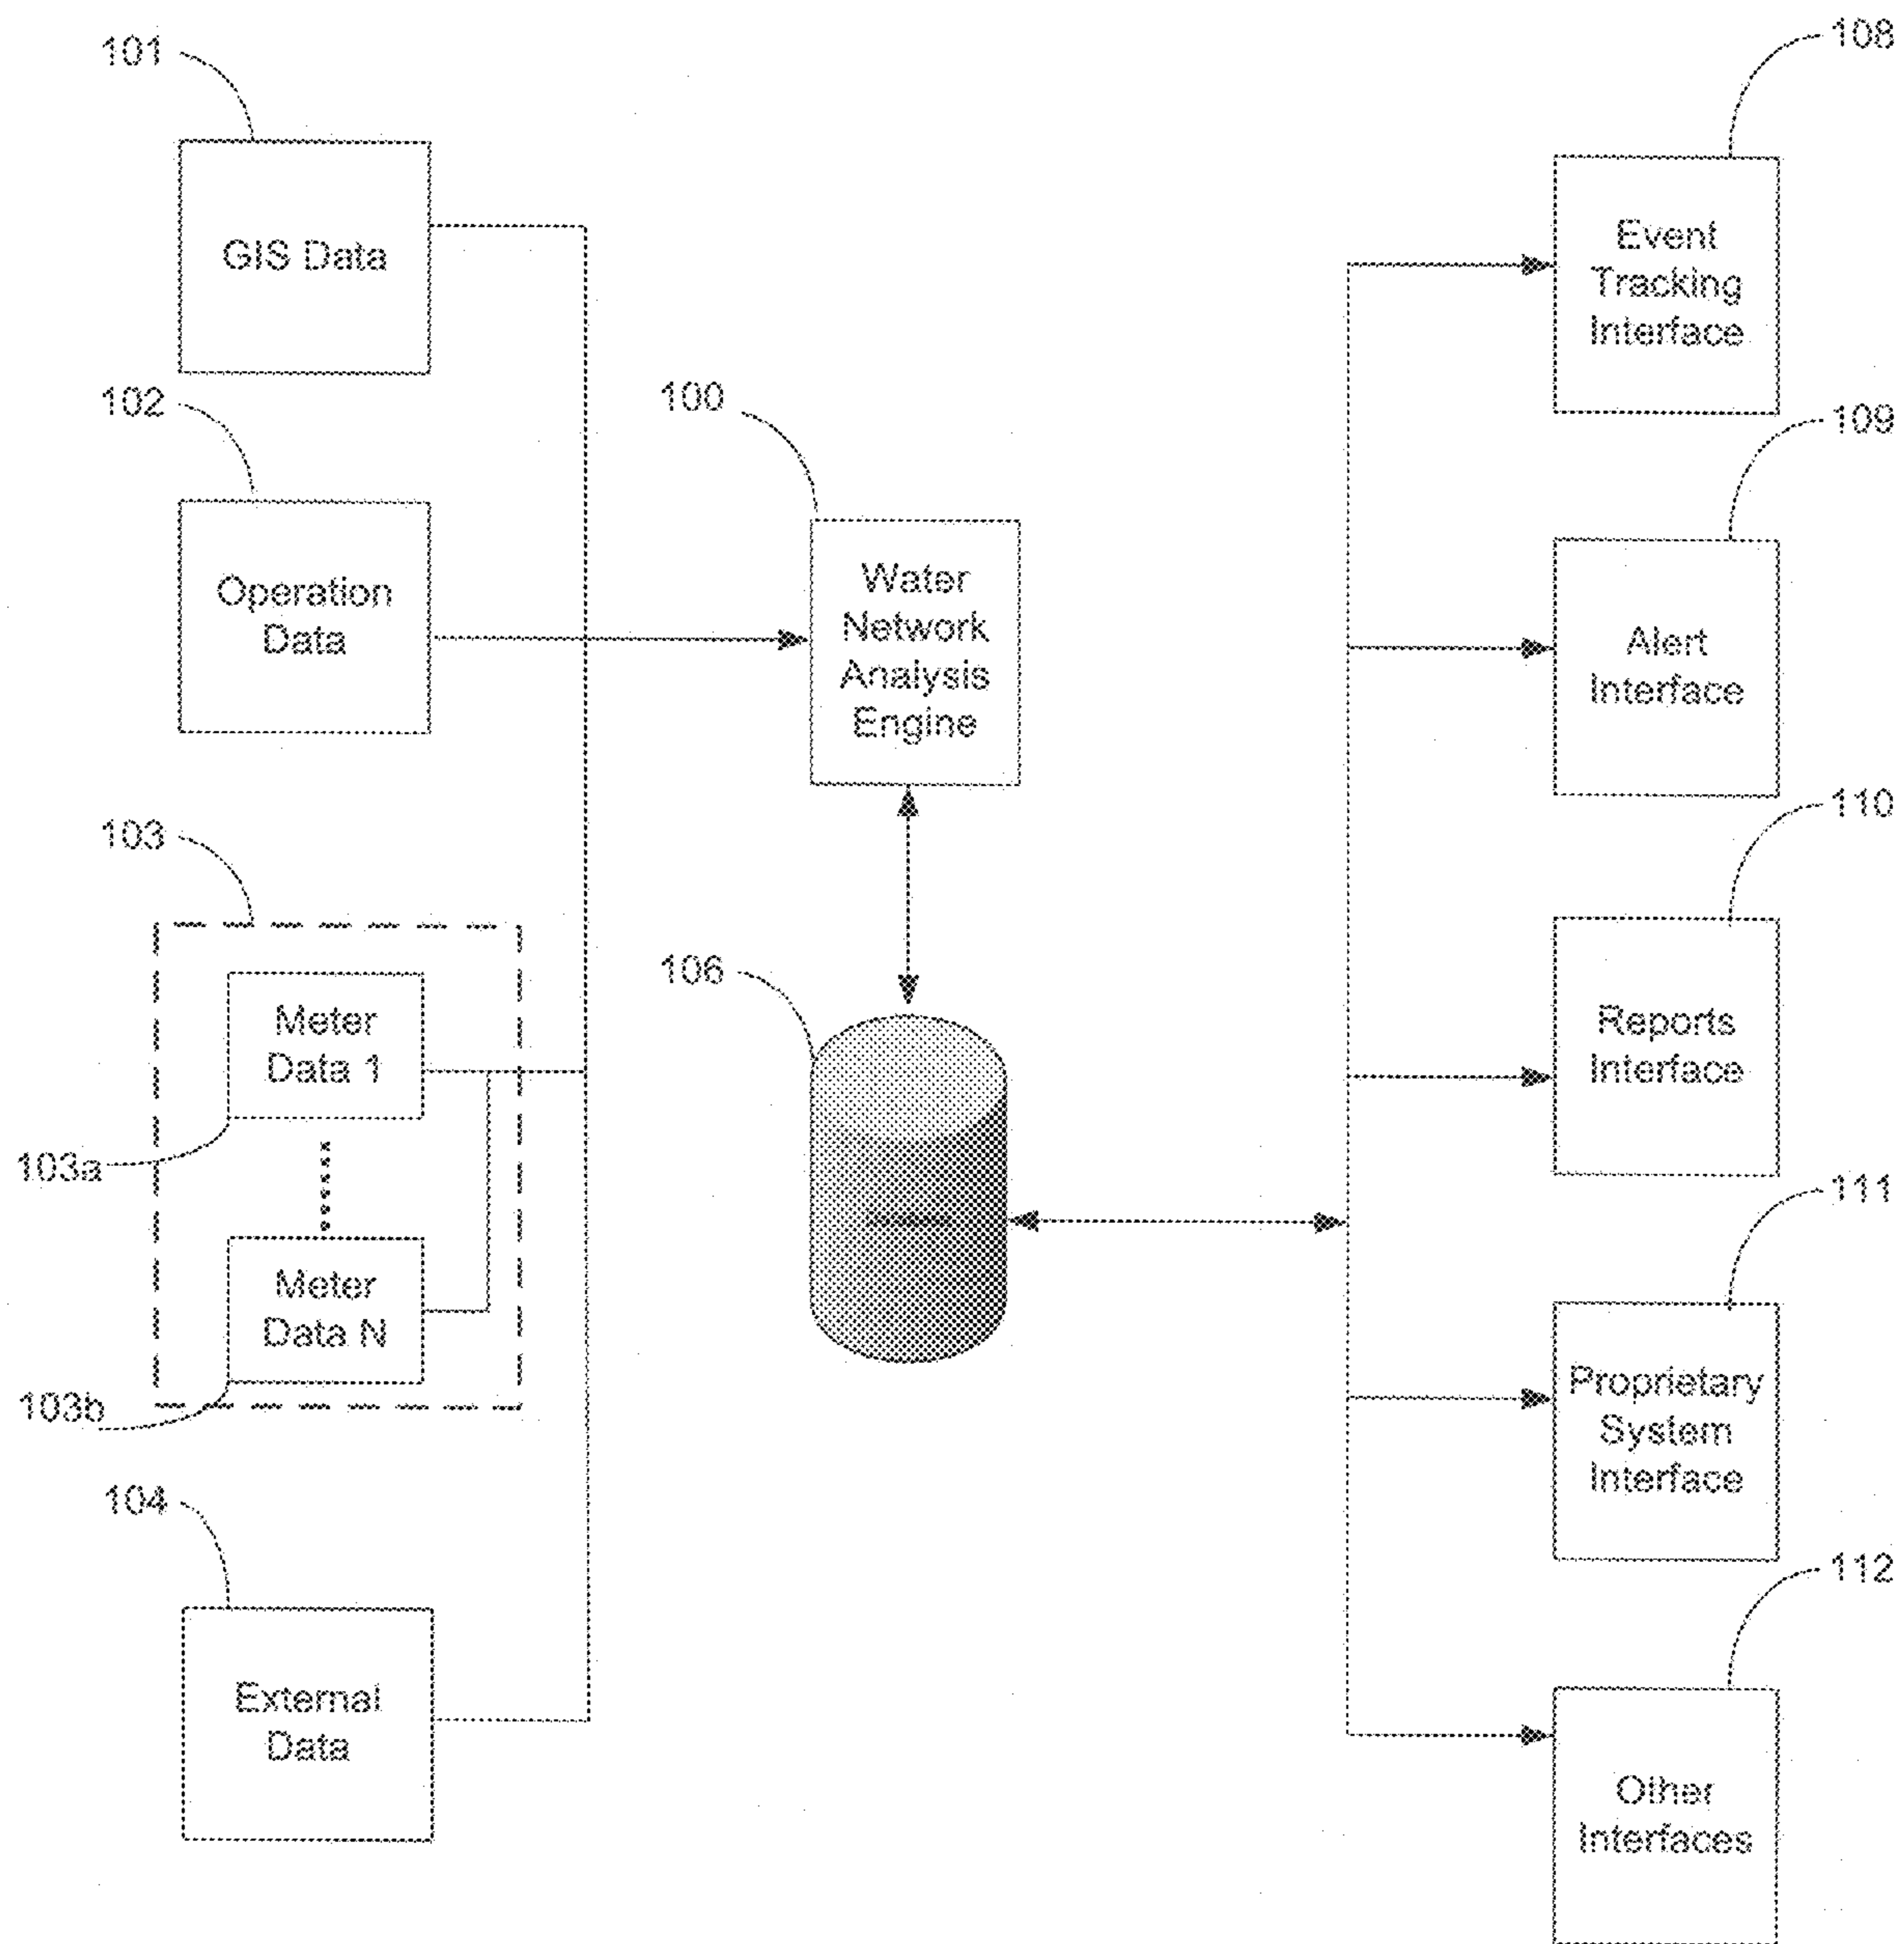 101
GIS Data
102
Operation
Data
103
Meter
Data 1
103a
Meter
Data N
103b
104
External
Data
100
Water
Network
Analysis
Engine
106
108
Event
Tracking
Interface
109
Alert
Interface
110
Reports
Interface
111
Proprietary
System
Interface
112
Other
Interfaces